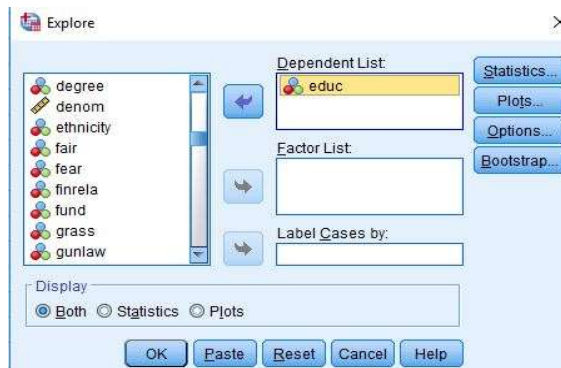 Explore
Dependent List:
educ
Statistics...
Plots...
Options...
Bootstrap...
degree
denom
ethnicity
fair
fear
finrela
fund
grass
gunlaw
Factor List:
Label Cases by:
Display
Both Statistics Plots
OK Paste Reset Cancel Help